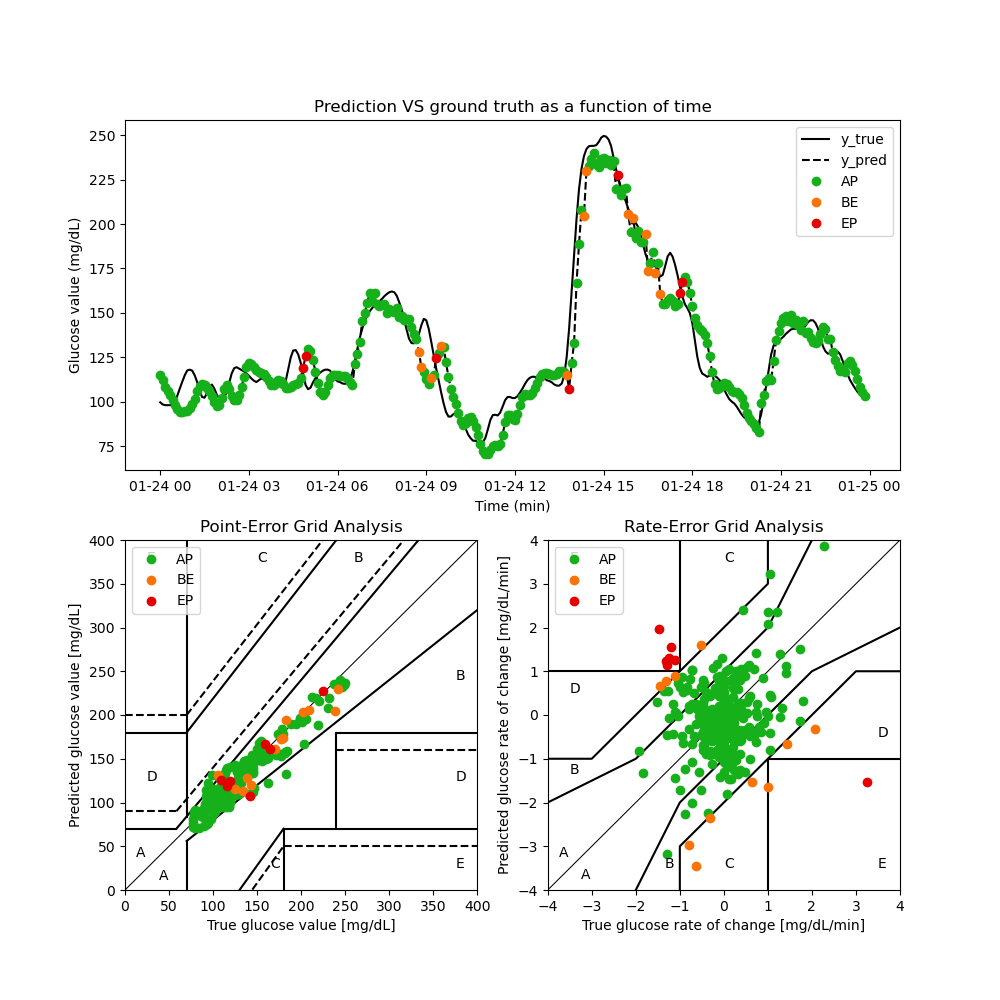 Prediction VS ground truth as a function of time
Glucose value (mg/dL)
250
225
200
175
150
125
100
75
y_true
y_pred
AP
BE
EP
01-24 00 01-24 03 01-24 06 01-24 09 01-24 12 01-24 15 01-24 18 01-24 21 01-25 00
Time (min)
Point-Error Grid Analysis
Predicted glucose value [mg/dL]
400
350
300
250
200
150
100
50
0
AP
BE
EP
C
B
B
D
D
A
A
C
E
0 50 100 150 200 250 300 350 400
True glucose value [mg/dL]
Rate-Error Grid Analysis
Predicted glucose rate of change [mg/dL/min]
4
3
2
1
0
−1
−2
−3
−4
AP
BE
EP
C
D
D
B
A
A
B
C
E
−4 −3 −2 −1 0 1 2 3 4
True glucose rate of change [mg/dL/min]